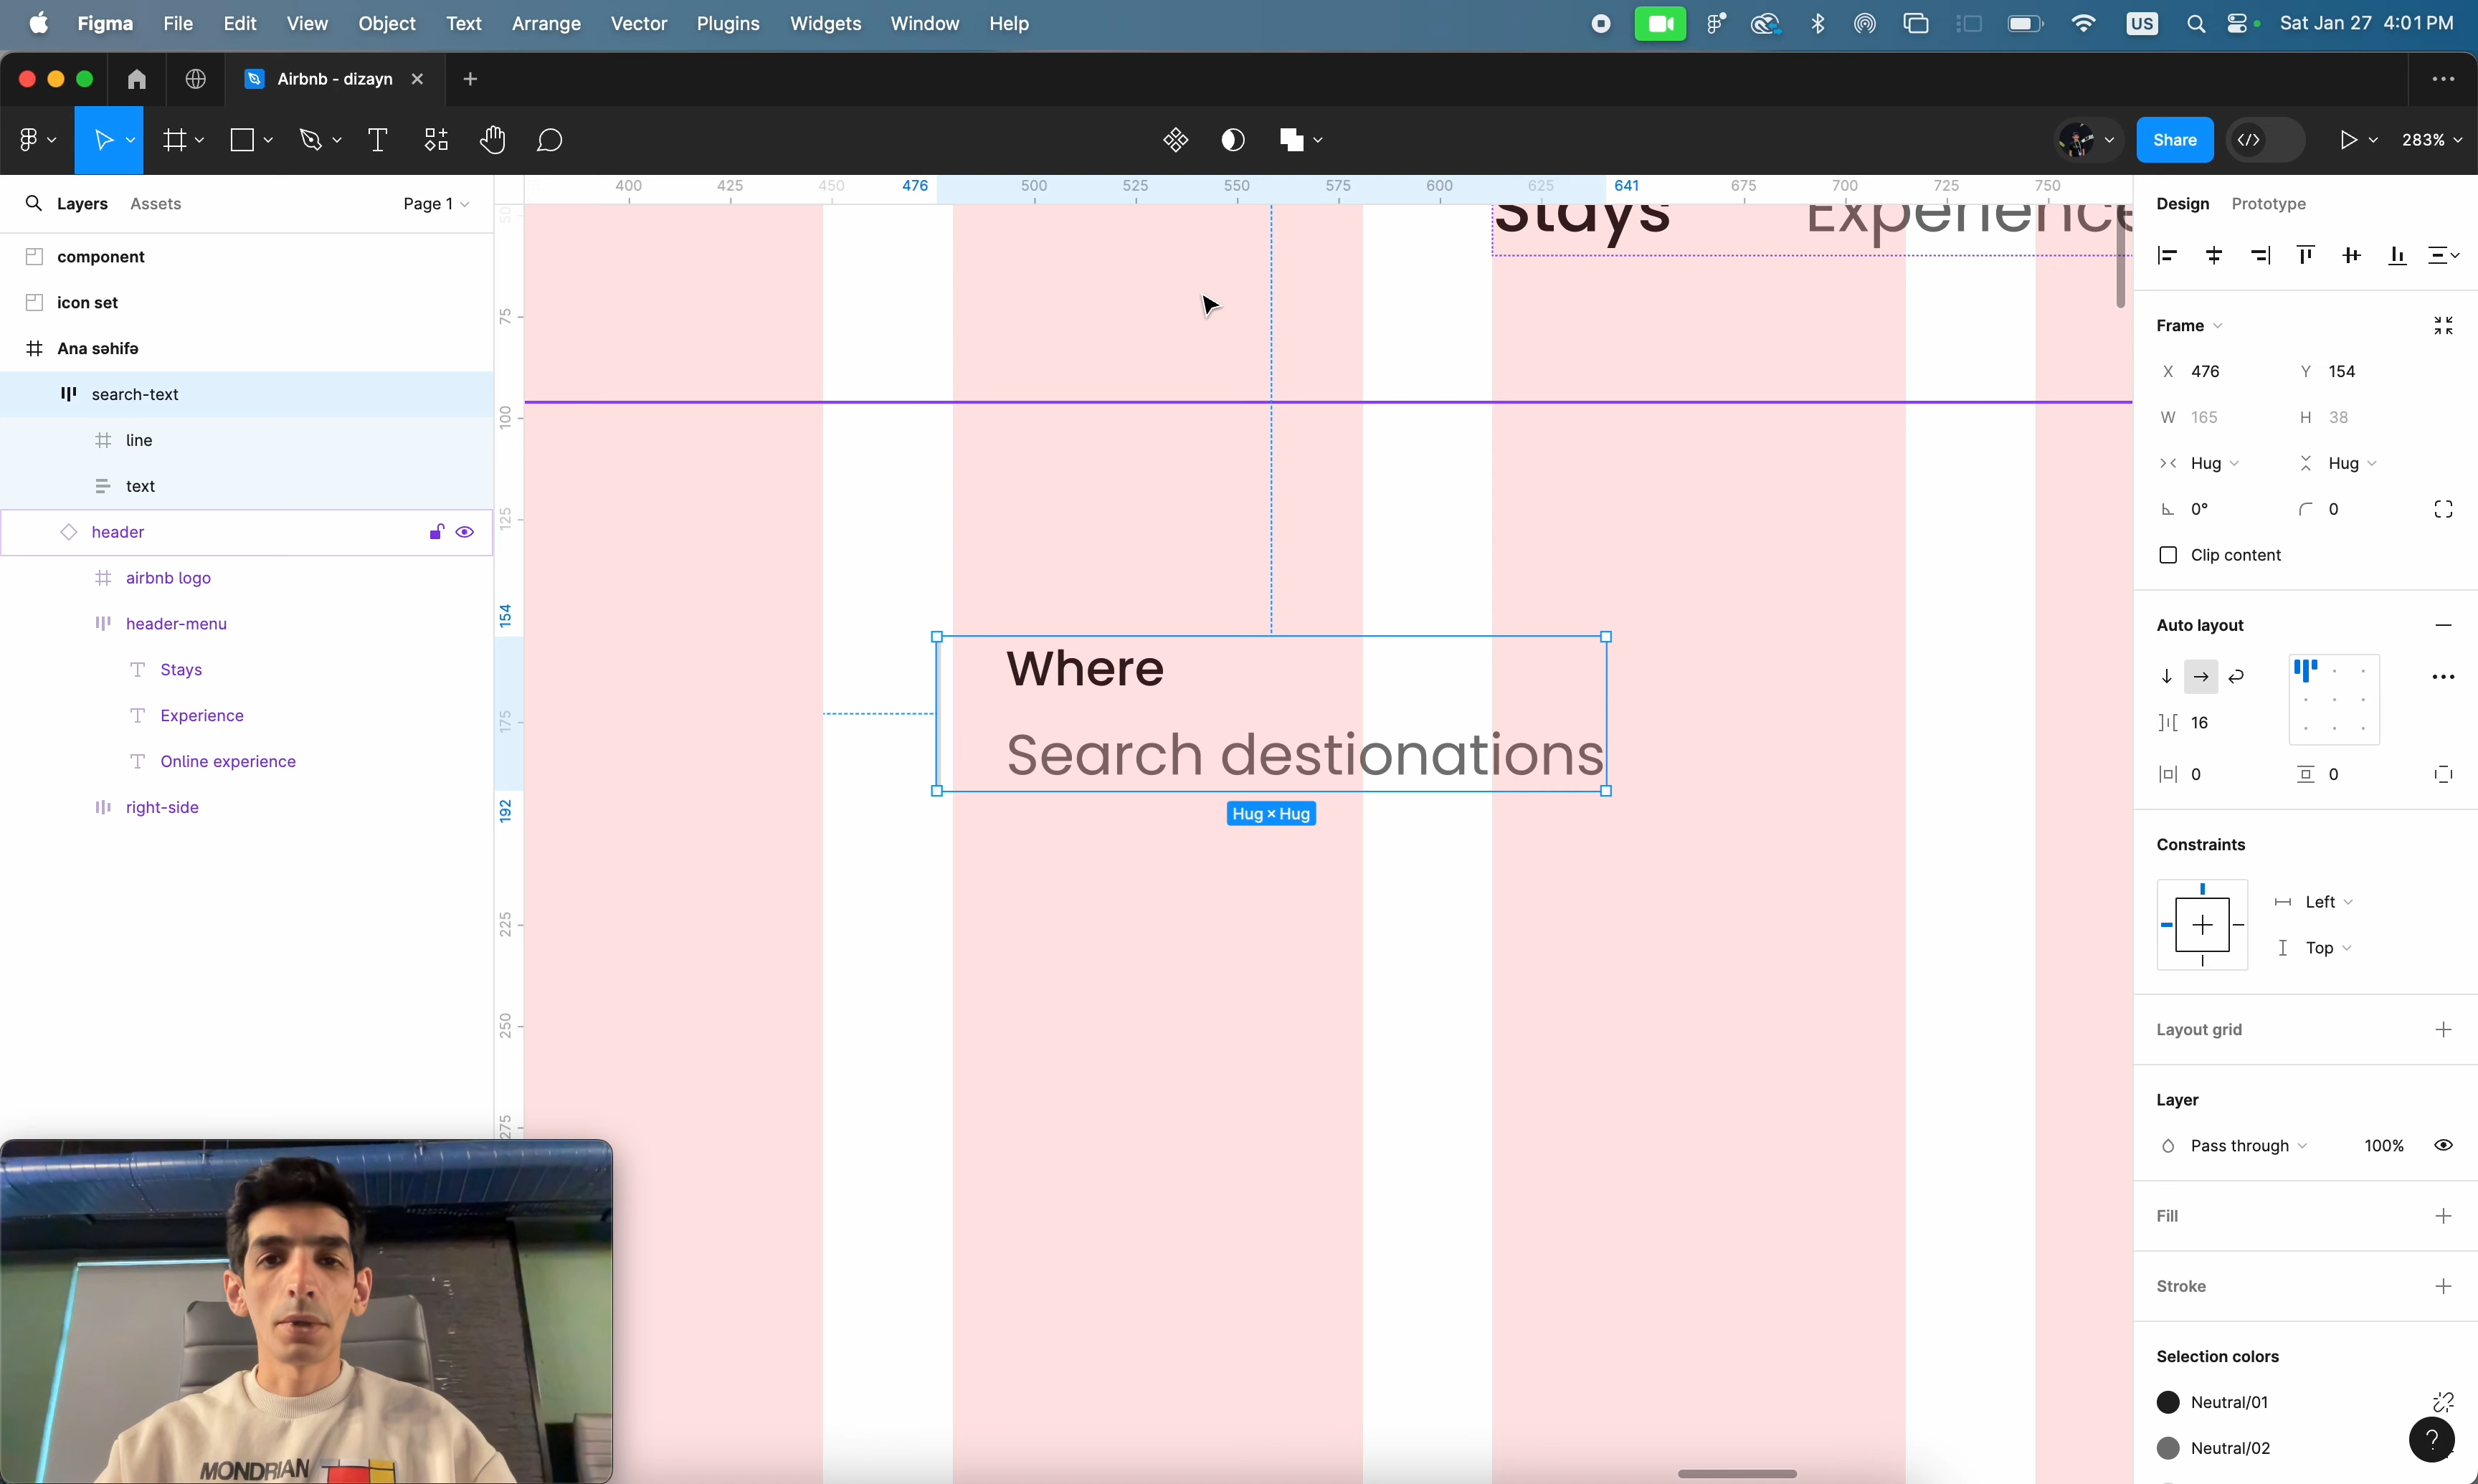 Figma File Edit View Object Text Arrange Vector Plugins Widgets Window Help US Sat Jan 27 4:01 PM
Airbnb - dizayn
Share 283%
Layers Assets Page 1
component
icon set
Ana səhifə
search-text
line
text
header
airbnb logo
header-menu
Stays
Experience
Online experience
right-side
400 425 450 476 500 525 550 575 600 625 641 675 700 725 750
50
75
100
125
154
175
192
225
250
275
Stays Experience
Where
Search destionations
Hug × Hug
Design Prototype
Frame
X 476 Y 154
W 165 H 38
Hug Hug
0° 0
Clip content
Auto layout
16
0 0
Constraints
Left
Top
Layout grid
Layer
Pass through 100%
Fill
Stroke
Selection colors
Neutral/01
Neutral/02
?
MONDRIAN